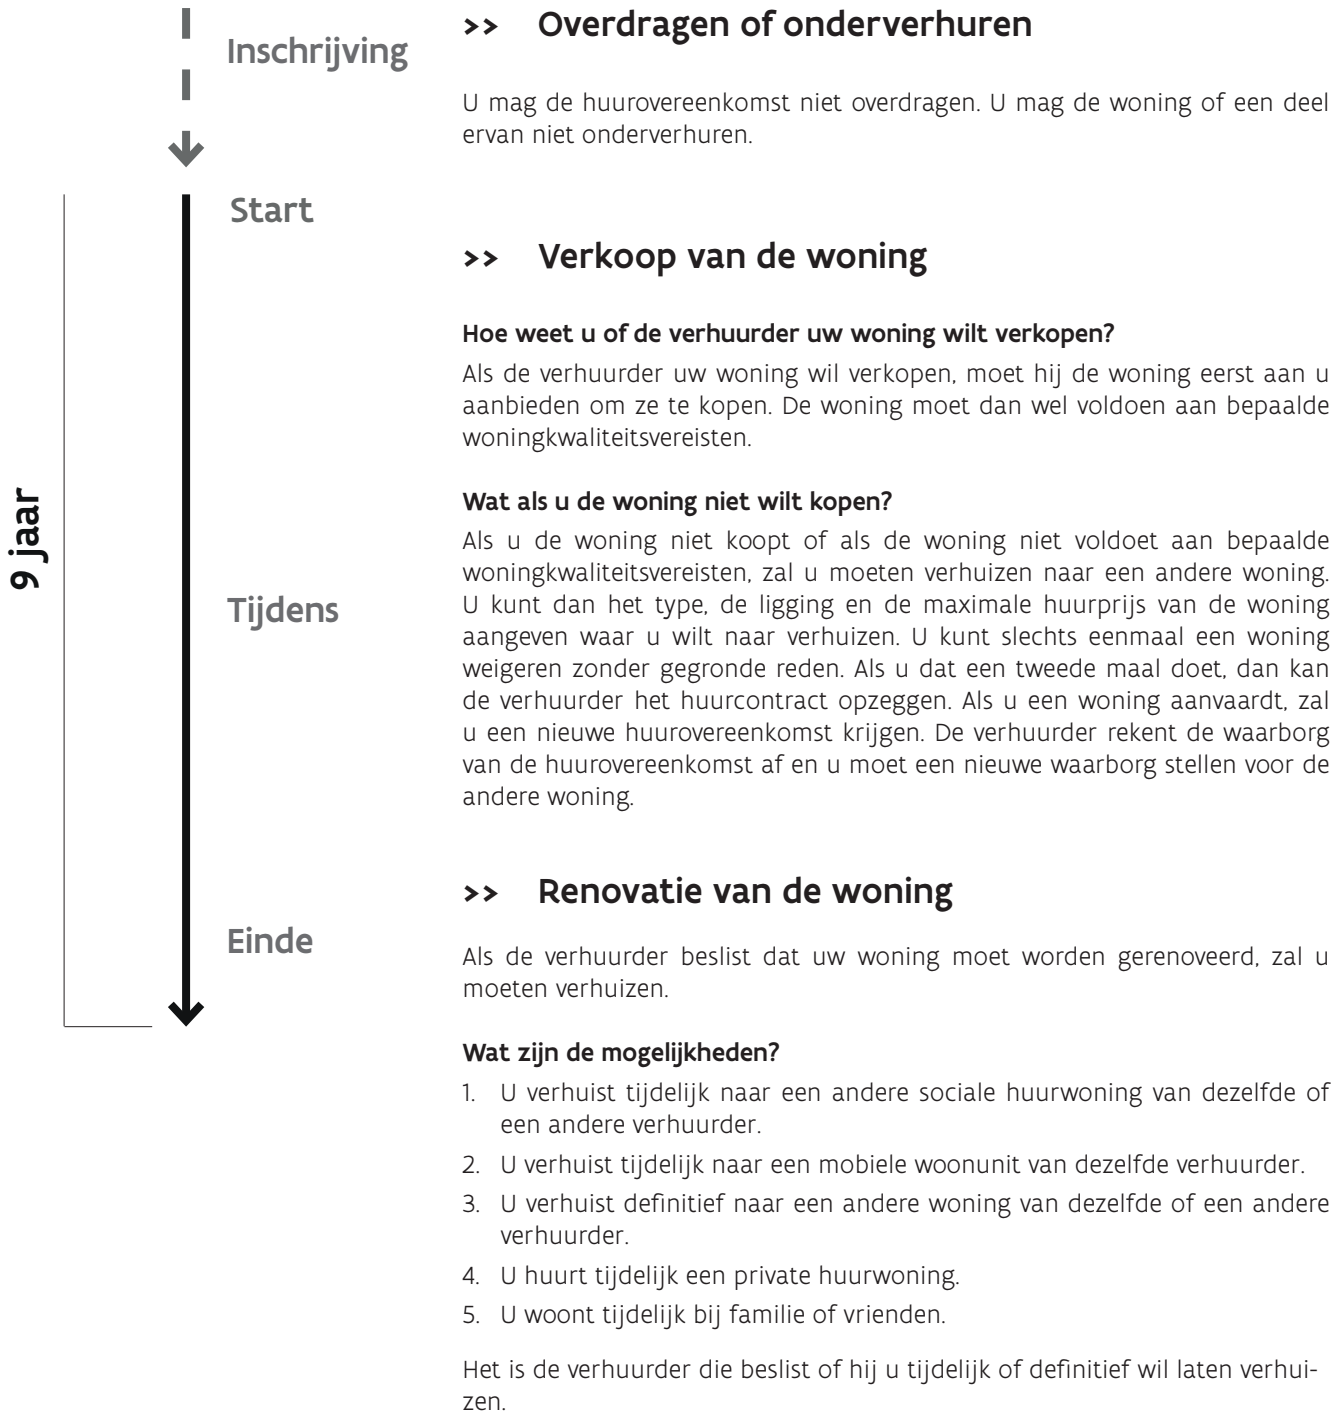 Inschrijving
Start
9 jaar
Tijdens
Einde
>> Overdragen of onderverhuren
U mag de huurovereenkomst niet overdragen. U mag de woning of een deel
ervan niet onderverhuren.
>> Verkoop van de woning
Hoe weet u of de verhuurder uw woning wilt verkopen?
Als de verhuurder uw woning wil verkopen, moet hij de woning eerst aan u
aanbieden om ze te kopen. De woning moet dan wel voldoen aan bepaalde
woningkwaliteitsvereisten.
Wat als u de woning niet wilt kopen?
Als u de woning niet koopt of als de woning niet voldoet aan bepaalde
woningkwaliteitsvereisten, zal u moeten verhuizen naar een andere woning.
U kunt dan het type, de ligging en de maximale huurprijs van de woning
aangeven waar u wilt naar verhuizen. U kunt slechts eenmaal een woning
weigeren zonder gegronde reden. Als u dat een tweede maal doet, dan kan
de verhuurder het huurcontract opzeggen. Als u een woning aanvaardt, zal
u een nieuwe huurovereenkomst krijgen. De verhuurder rekent de waarborg
van de huurovereenkomst af en u moet een nieuwe waarborg stellen voor de
andere woning.
>> Renovatie van de woning
Als de verhuurder beslist dat uw woning moet worden gerenoveerd, zal u
moeten verhuizen.
Wat zijn de mogelijkheden?
1. U verhuist tijdelijk naar een andere sociale huurwoning van dezelfde of
een andere verhuurder.
2. U verhuist tijdelijk naar een mobiele woonunit van dezelfde verhuurder.
3. U verhuist definitief naar een andere woning van dezelfde of een andere
verhuurder.
4. U huurt tijdelijk een private huurwoning.
5. U woont tijdelijk bij familie of vrienden.
Het is de verhuurder die beslist of hij u tijdelijk of definitief wil laten verhui-
zen.